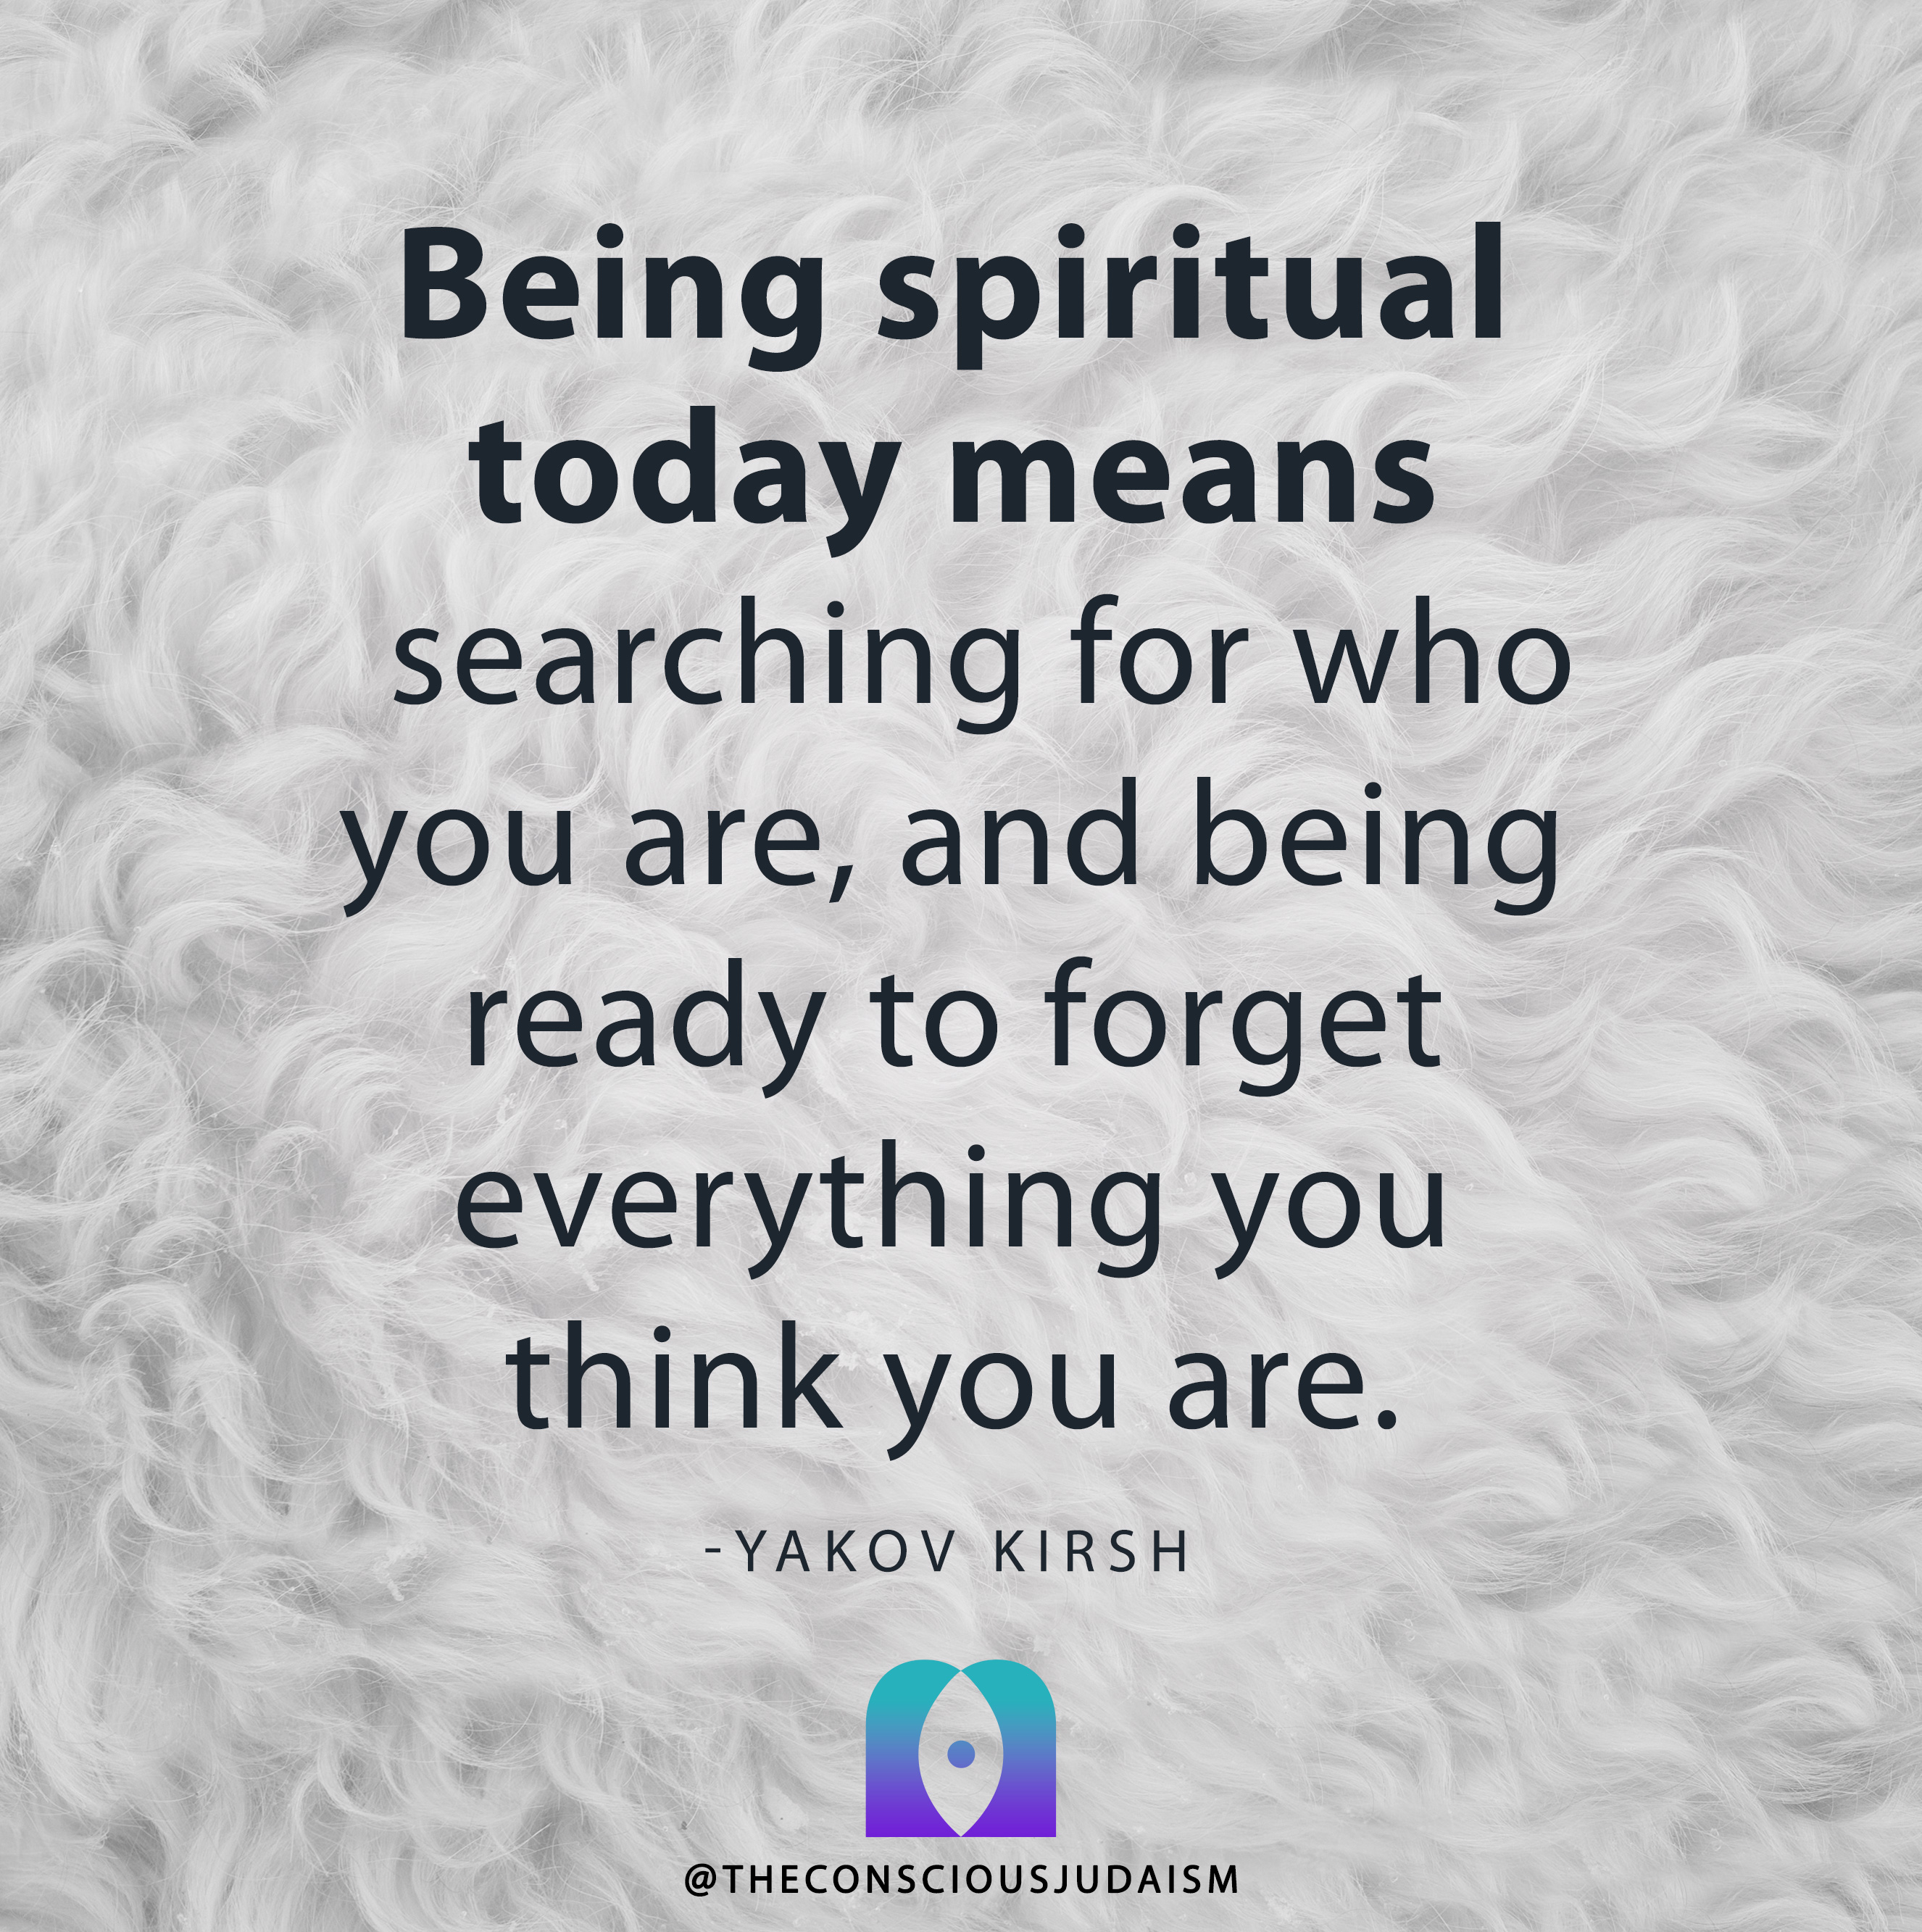 Being spiritual
today means
searching for who
you are, and being
ready to forget
everything you
think you are.
-YAKOV KIRSH
@THECONSCIOUSJUDAISM